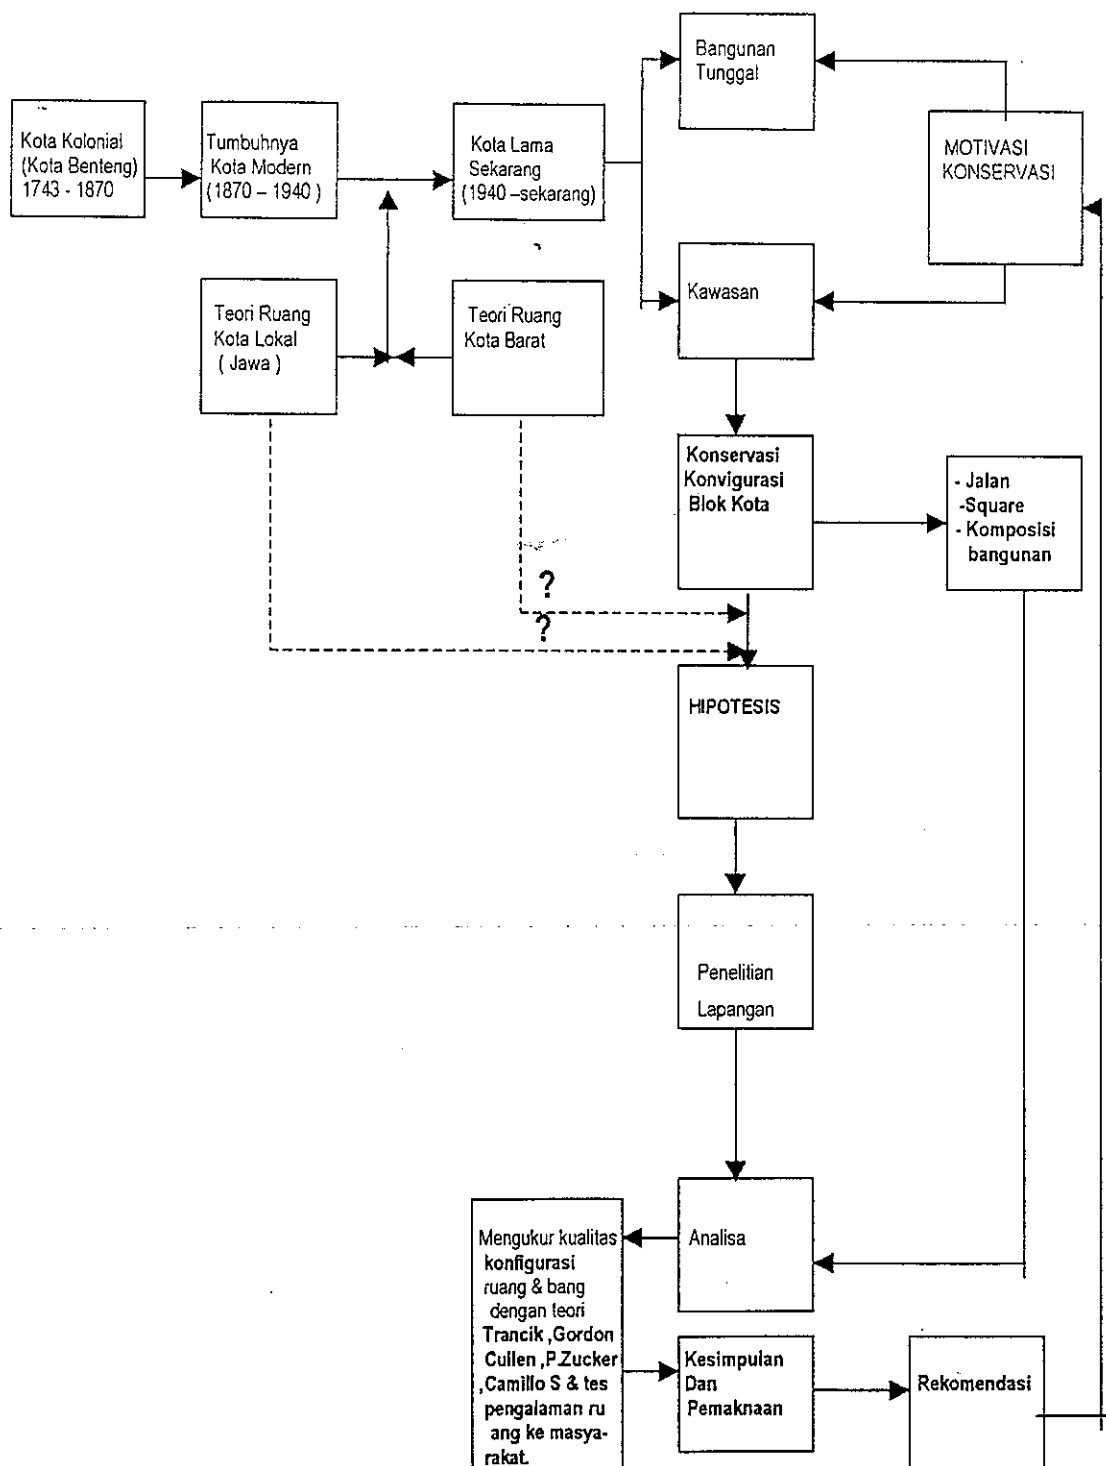 Bangunan
Tunggal
Kota Kolonial
(Kota Benteng)
1743 - 1870
Tumbuhnya
Kota Modern
(1870 – 1940 )
Kota Lama
Sekarang
(1940 –sekarang)
MOTIVASI
KONSERVASI
Teori Ruang
Kota Lokal
( Jawa )
Teori Ruang
Kota Barat
Kawasan
Konservasi
Konvigurasi
Blok Kota
- Jalan
-Square
- Komposisi
bangunan
?
?
HIPOTESIS
Penelitian
Lapangan
Analisa
Mengukur kualitas
konfigurasi
ruang & bang
dengan teori
Trancik ,Gordon
Cullen ,P.Zucker
,Camillo S & tes
pengalaman ru
ang ke masya-
rakat.
Kesimpulan
Dan
Pemaknaan
Rekomendasi